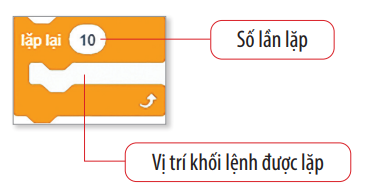 lặp lại 10
Số lần lặp
Vị trí khối lệnh được lặp